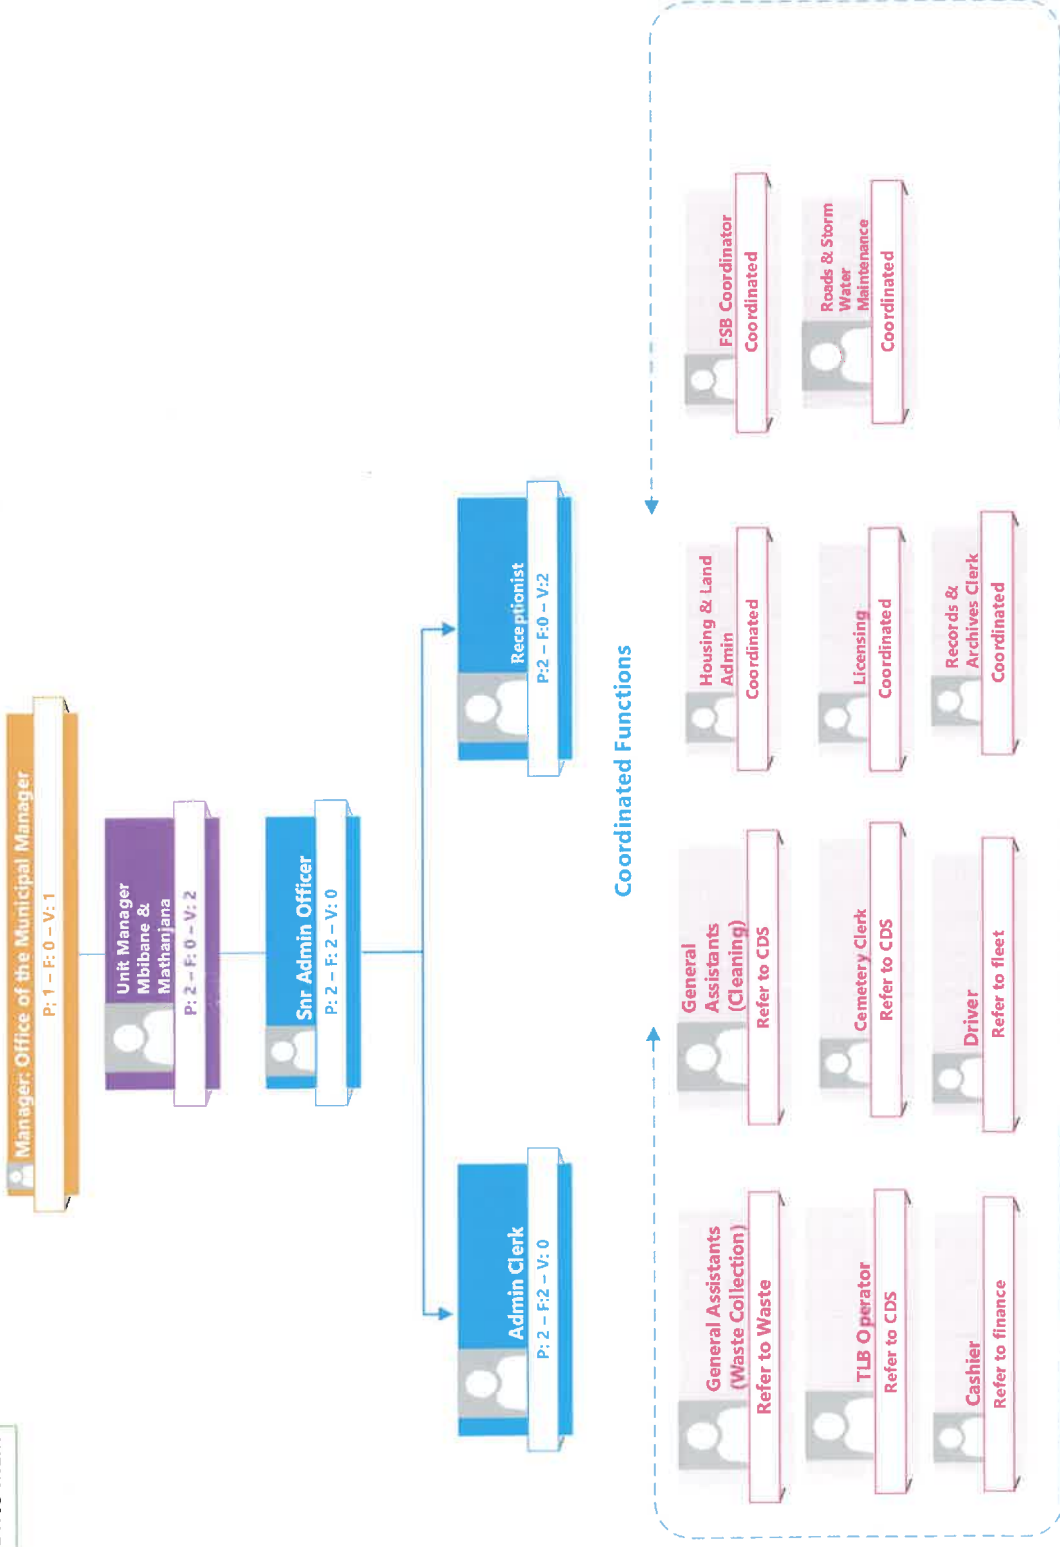 Manager: Office of the Municipal Manager
P; 1 – F: 0 – V: 1
Unit Manager
Mbibane &
Mathanjana
P: 2 – F: 0 – V: 2
Snr Admin Officer
P: 2 – F: 2 – V: 0
Admin Clerk
P: 2 – F:2 – V: 0
Receptionist
P:2 – F:0 – V:2
Coordinated Functions
General Assistants
(Waste Collection)
Refer to Waste
General
Assistants
(Cleaning)
Refer to CDS
Housing & Land
Admin
Coordinated
FSB Coordinator
Coordinated
TLB Operator
Refer to CDS
Cemetery Clerk
Refer to CDS
Licensing
Coordinated
Roads & Storm
Water
Maintenance
Coordinated
Cashier
Refer to finance
Driver
Refer to fleet
Records &
Archives Clerk
Coordinated